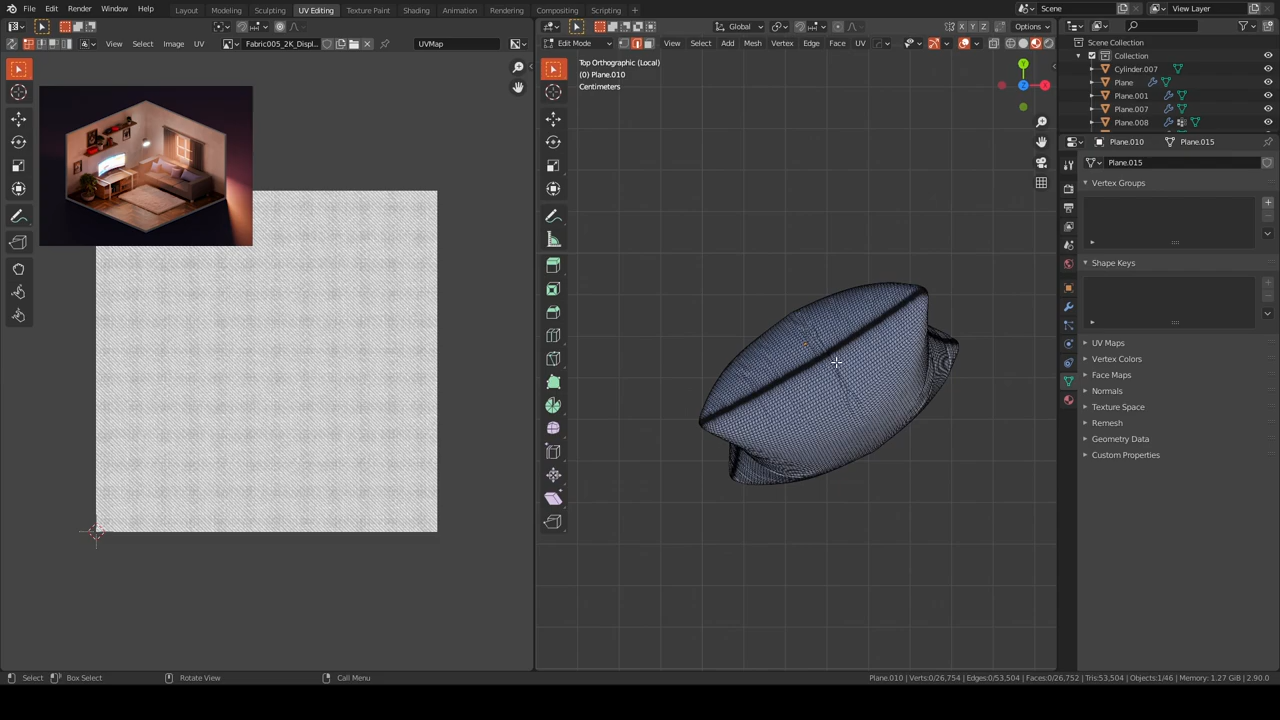 File Edit Render Window Help Layout Modeling Sculpting UV Editing Texture Paint Shading Animation Rendering Compositing Scripting + Scene View Layer
Global Options
View Select Image UV Fabric005_2K_Displ... UVMap Edit Mode View Select Add Mesh Vertex Edge Face UV
Top Orthographic (Local)
(0) Plane.010
Centimeters
Y
Z
X
Scene Collection
Collection
Cylinder.007
Plane
Plane.001
Plane.007
Plane.008
Plane.010 Plane.015
Plane.015
Vertex Groups
Shape Keys
UV Maps
Vertex Colors
Face Maps
Normals
Texture Space
Remesh
Geometry Data
Custom Properties
Select Box Select Rotate View Call Menu Plane.010 | Verts:0/26,754 | Edges:0/53,504 | Faces:0/26,752 | Tris:53,504 | Objects:1/46 | Memory: 1.27 GiB | 2.90.0